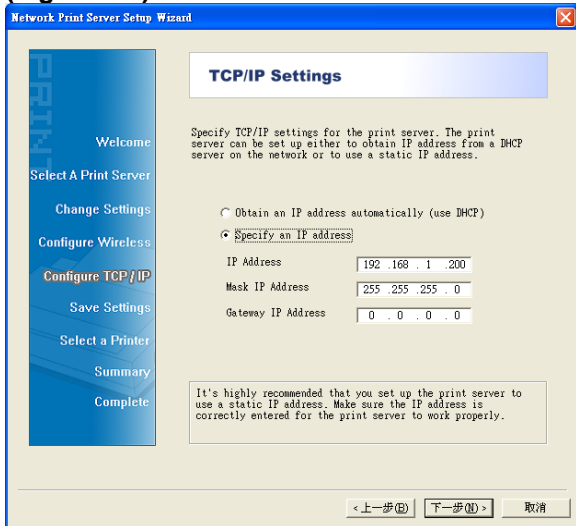 Network Print Server Setup Wizard
PRINT
TCP/IP Settings
Welcome
Select A Print Server
Change Settings
Configure Wireless
Configure TCP / IP
Save Settings
Select a Printer
Summary
Complete
Specify TCP/IP settings for the print server. The print
server can be set up either to obtain IP address from a DHCP
server on the network or to use a static IP address.
Obtain an IP address automatically (use DHCP)
Specify an IP address
IP Address 192 .168 . 1 .200
Mask IP Address 255 .255 .255 . 0
Gateway IP Address 0 . 0 . 0 . 0
It's highly recommended that you set up the print server to
use a static IP address. Make sure the IP address is
correctly entered for the print server to work properly.
<上一步(B) 下一步(N)> 取消